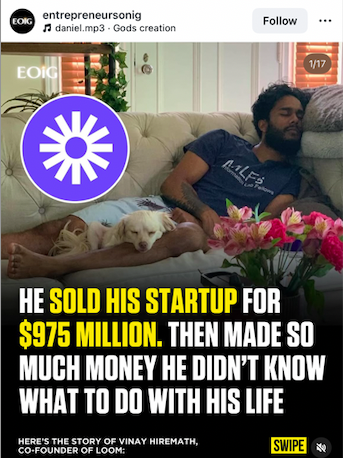 entrepreneursonig
Follow
daniel.mp3 · Gods creation
EOIG
EOIG
1/17
HE SOLD HIS STARTUP FOR
$975 MILLION. THEN MADE SO
MUCH MONEY HE DIDN'T KNOW
WHAT TO DO WITH HIS LIFE
HERE'S THE STORY OF VINAY HIREMATH,
CO-FOUNDER OF LOOM:
SWIPE